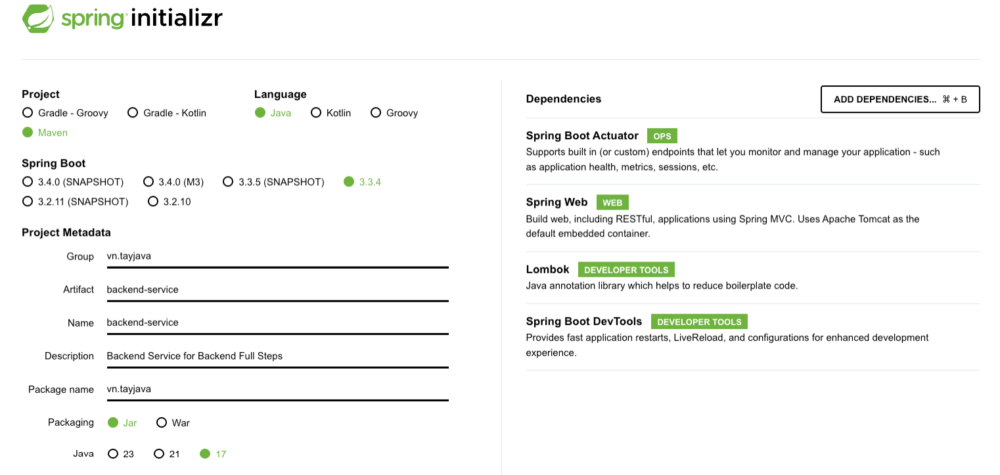 spring initializr
Project
Gradle - Groovy Gradle - Kotlin
Maven
Language
Java Kotlin Groovy
Spring Boot
3.4.0 (SNAPSHOT) 3.4.0 (M3) 3.3.5 (SNAPSHOT) 3.3.4
3.2.11 (SNAPSHOT) 3.2.10
Project Metadata
Group vn.tayjava
Artifact backend-service
Name backend-service
Description Backend Service for Backend Full Steps
Package name vn.tayjava
Packaging Jar War
Java 23 21 17
Dependencies ADD DEPENDENCIES... ⌘ + B
Spring Boot Actuator OPS
Supports built in (or custom) endpoints that let you monitor and manage your application - such
as application health, metrics, sessions, etc.
Spring Web WEB
Build web, including RESTful, applications using Spring MVC. Uses Apache Tomcat as the
default embedded container.
Lombok DEVELOPER TOOLS
Java annotation library which helps to reduce boilerplate code.
Spring Boot DevTools DEVELOPER TOOLS
Provides fast application restarts, LiveReload, and configurations for enhanced development
experience.